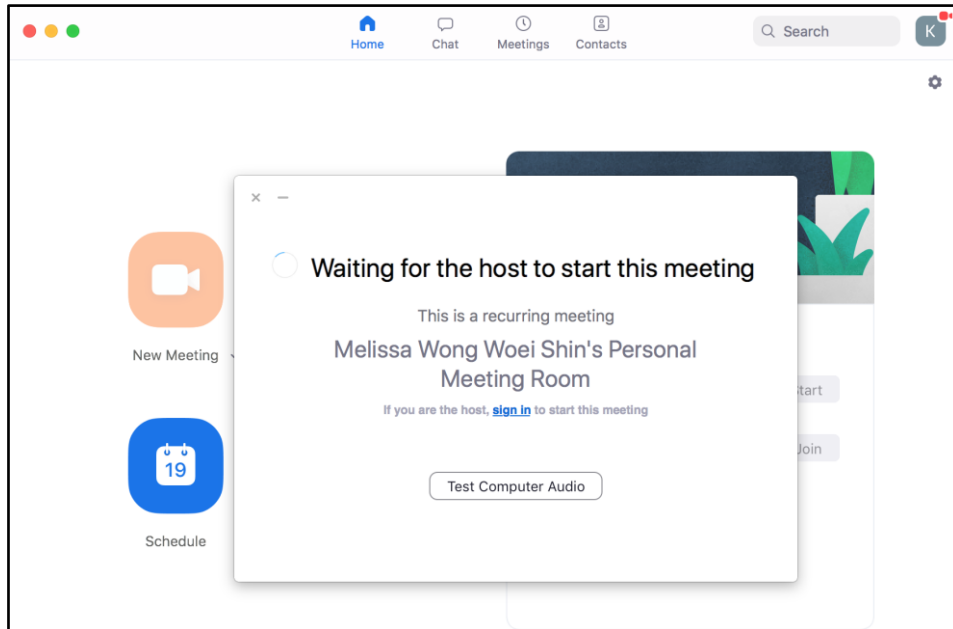 Home
Chat
Meetings
Contacts
Search
K
Waiting for the host to start this meeting
This is a recurring meeting
Melissa Wong Woei Shin's Personal
Meeting Room
If you are the host, sign in to start this meeting
Test Computer Audio
New Meeting
19
Schedule
Start
Join